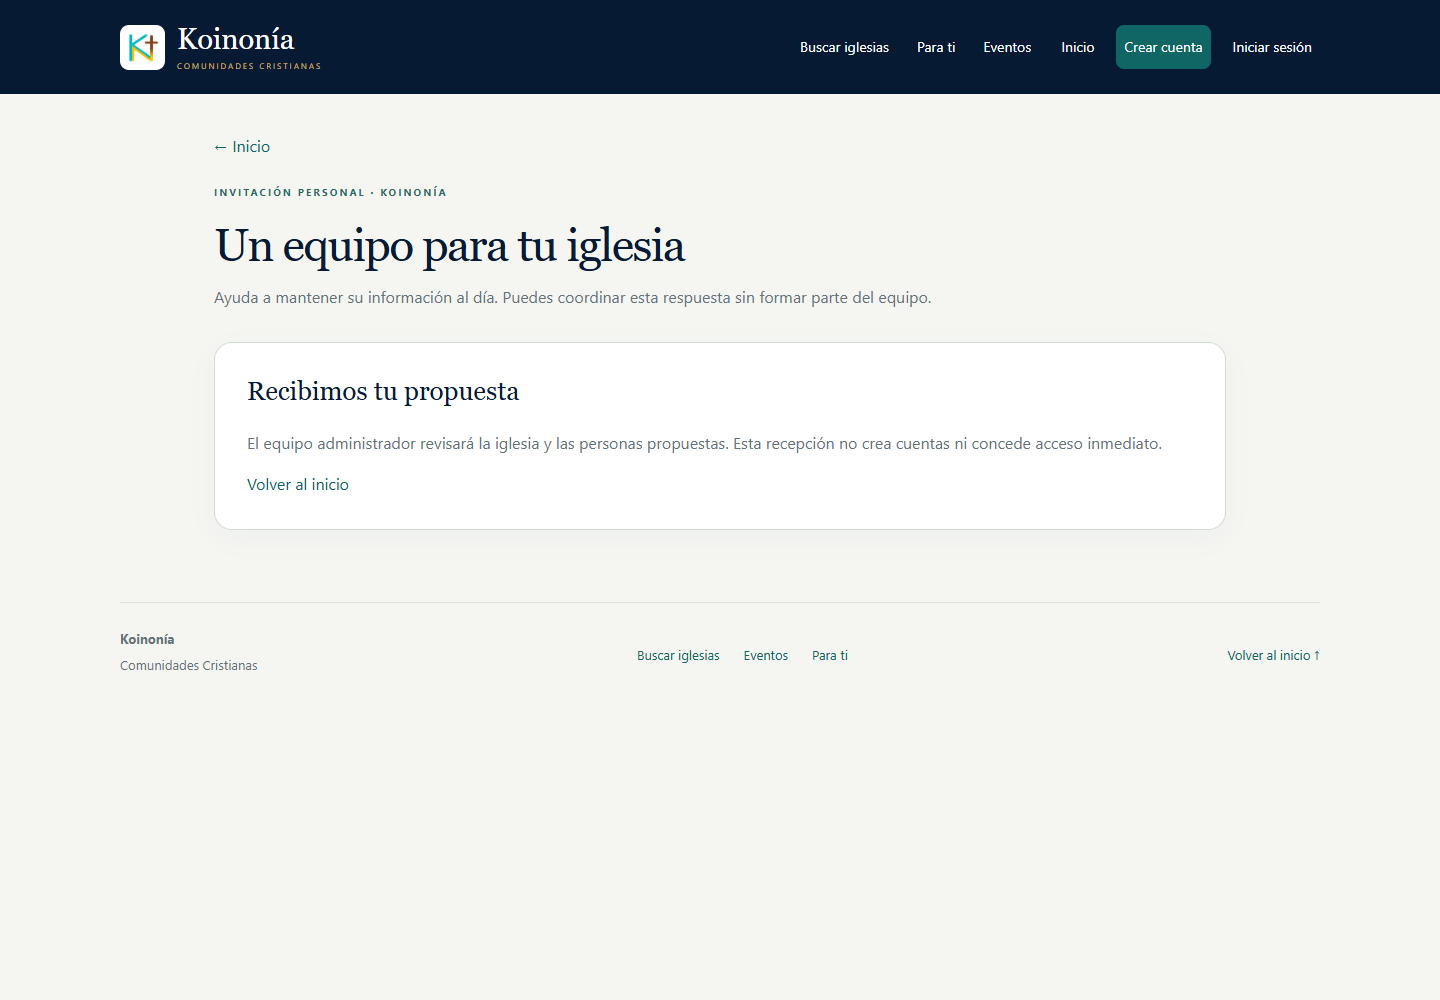 Koinonía
COMUNIDADES CRISTIANAS
Buscar iglesias
Para ti
Eventos
Inicio
Crear cuenta
Iniciar sesión
← Inicio
INVITACIÓN PERSONAL · KOINONÍA
Un equipo para tu iglesia
Ayuda a mantener su información al día. Puedes coordinar esta respuesta sin formar parte del equipo.
Recibimos tu propuesta
El equipo administrador revisará la iglesia y las personas propuestas. Esta recepción no crea cuentas ni concede acceso inmediato.
Volver al inicio
Koinonía
Comunidades Cristianas
Buscar iglesias
Eventos
Para ti
Volver al inicio ↑